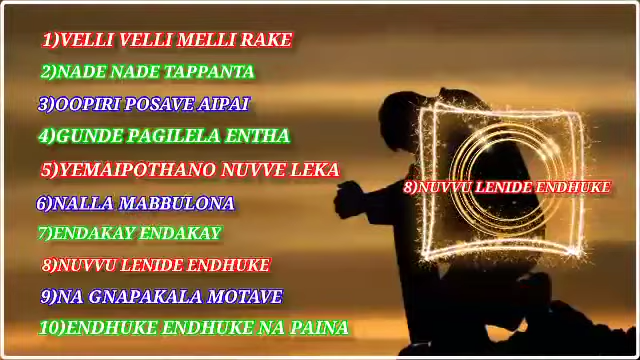 1)VELLI VELLI MELLI RAKE
2)NADE NADE TAPPANTA
3)OOPIRI POSAVE AIPAI
4)GUNDE PAGILELA ENTHA
5)YEMAIPOTHANO NUVVE LEKA
6)NALLA MABBULONA
7)ENDAKAY ENDAKAY
8)NUVVU LENIDE ENDHUKE
9)NA GNAPAKALA MOTAVE
10)ENDHUKE ENDHUKE NA PAINA
8)NUVVU LENIDE ENDHUKE